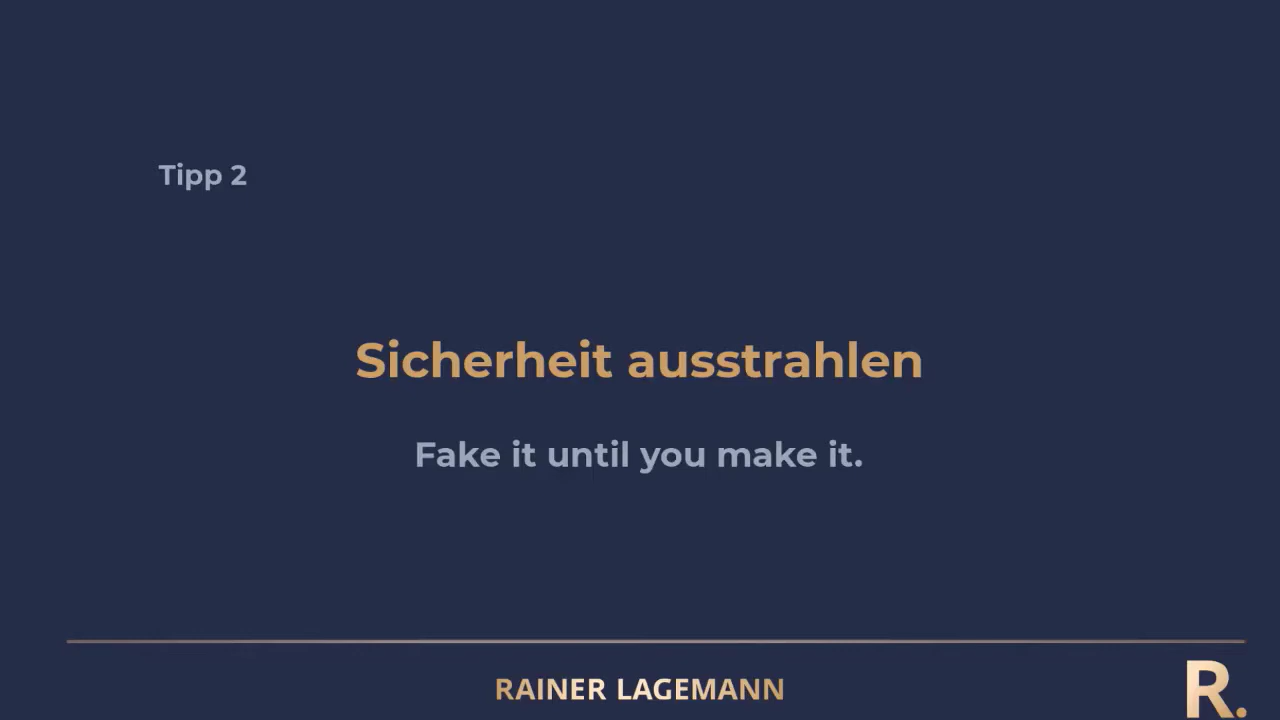 Tipp 2
Sicherheit ausstrahlen
Fake it until you make it.
RAINER LAGEMANN
R.